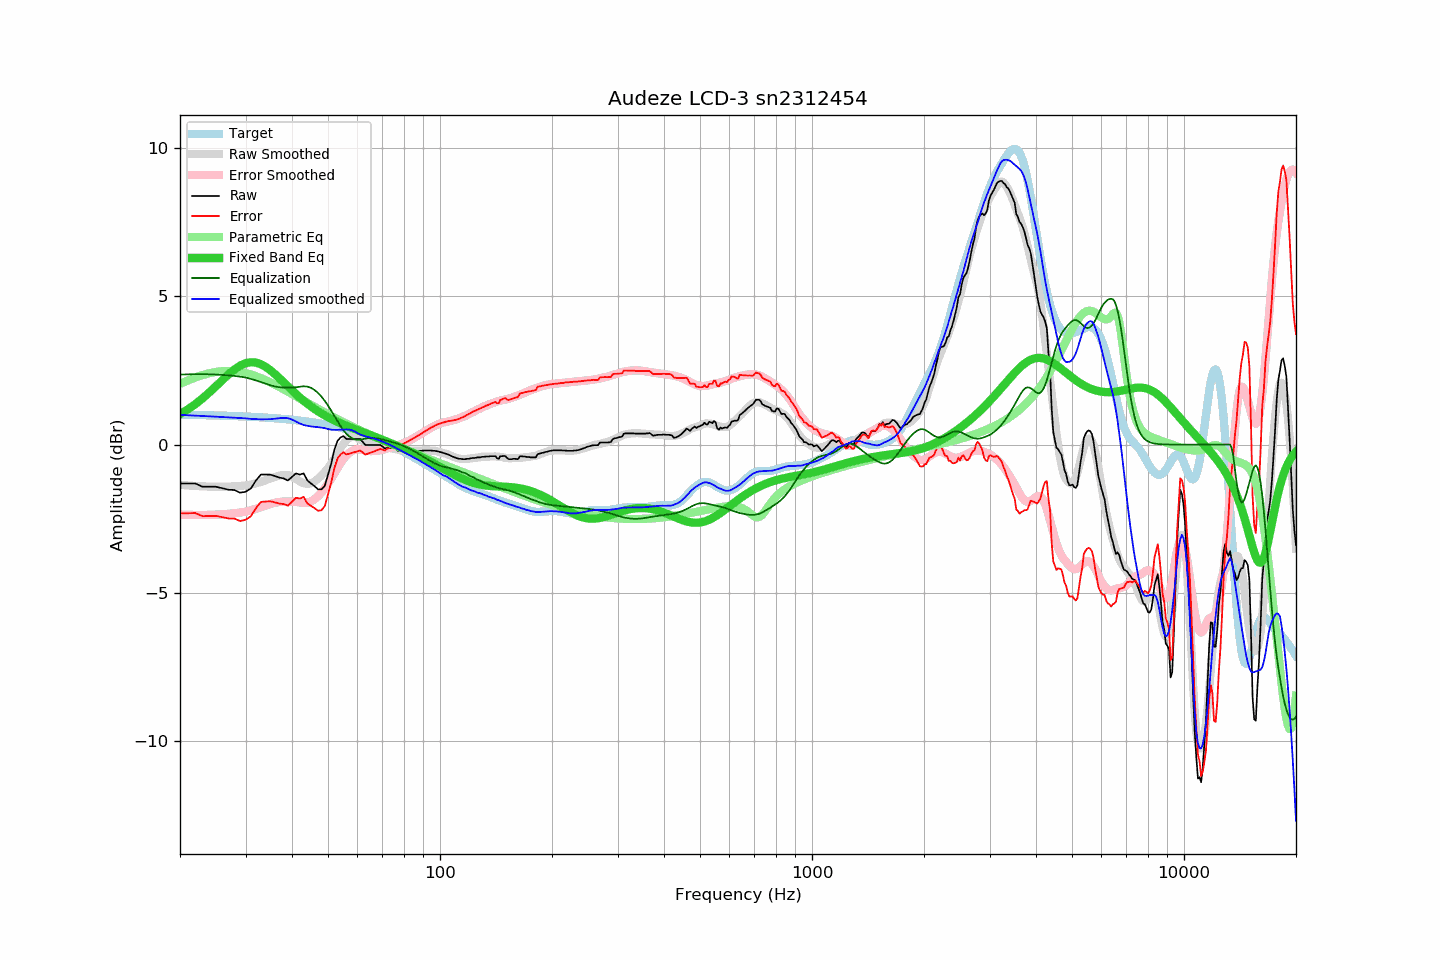 Audeze LCD-3 sn2312454
Target
Raw Smoothed
Error Smoothed
Raw
Error
Parametric Eq
Fixed Band Eq
Equalization
Equalized smoothed
10
5
0
−5
−10
Amplitude (dBr)
100
1000
10000
Frequency (Hz)